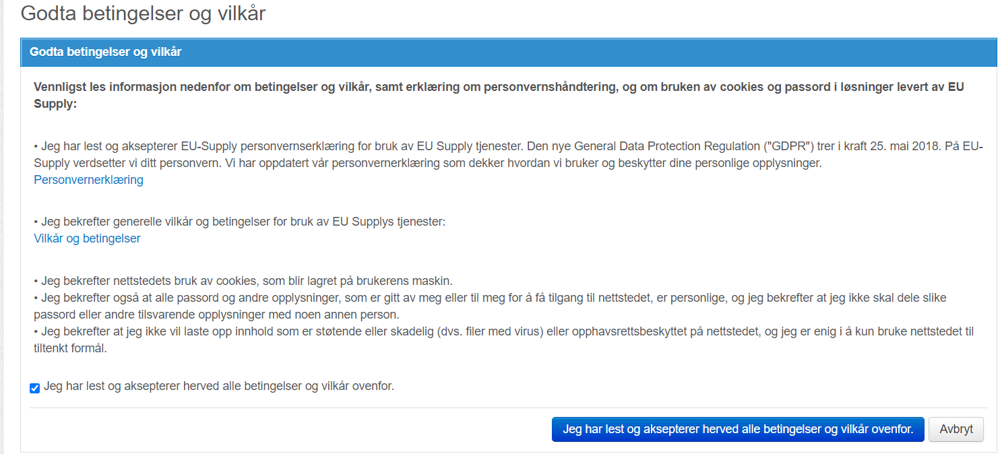 Godta betingelser og vilkår
Godta betingelser og vilkår
Vennligst les informasjon nedenfor om betingelser og vilkår, samt erklæring om personvernshåndtering, og om bruken av cookies og passord i løsninger levert av EU
Supply:
• Jeg har lest og aksepterer EU-Supply personvernserklæring for bruk av EU Supply tjenester. Den nye General Data Protection Regulation ("GDPR") trer i kraft 25. mai 2018. På EU-
Supply verdsetter vi ditt personvern. Vi har oppdatert vår personvernerklæring som dekker hvordan vi bruker og beskytter dine personlige opplysninger.
Personvernerklæring
• Jeg bekrefter generelle vilkår og betingelser for bruk av EU Supplys tjenester:
Vilkår og betingelser
• Jeg bekrefter nettstedets bruk av cookies, som blir lagret på brukerens maskin.
• Jeg bekrefter også at alle passord og andre opplysninger, som er gitt av meg eller til meg for å få tilgang til nettstedet, er personlige, og jeg bekrefter at jeg ikke skal dele slike
passord eller andre tilsvarende opplysninger med noen annen person.
• Jeg bekrefter at jeg ikke vil laste opp innhold som er støtende eller skadelig (dvs. filer med virus) eller opphavsrettsbeskyttet på nettstedet, og jeg er enig i å kun bruke nettstedet til
tiltenkt formål.
Jeg har lest og aksepterer herved alle betingelser og vilkår ovenfor.
Jeg har lest og aksepterer herved alle betingelser og vilkår ovenfor. Avbryt